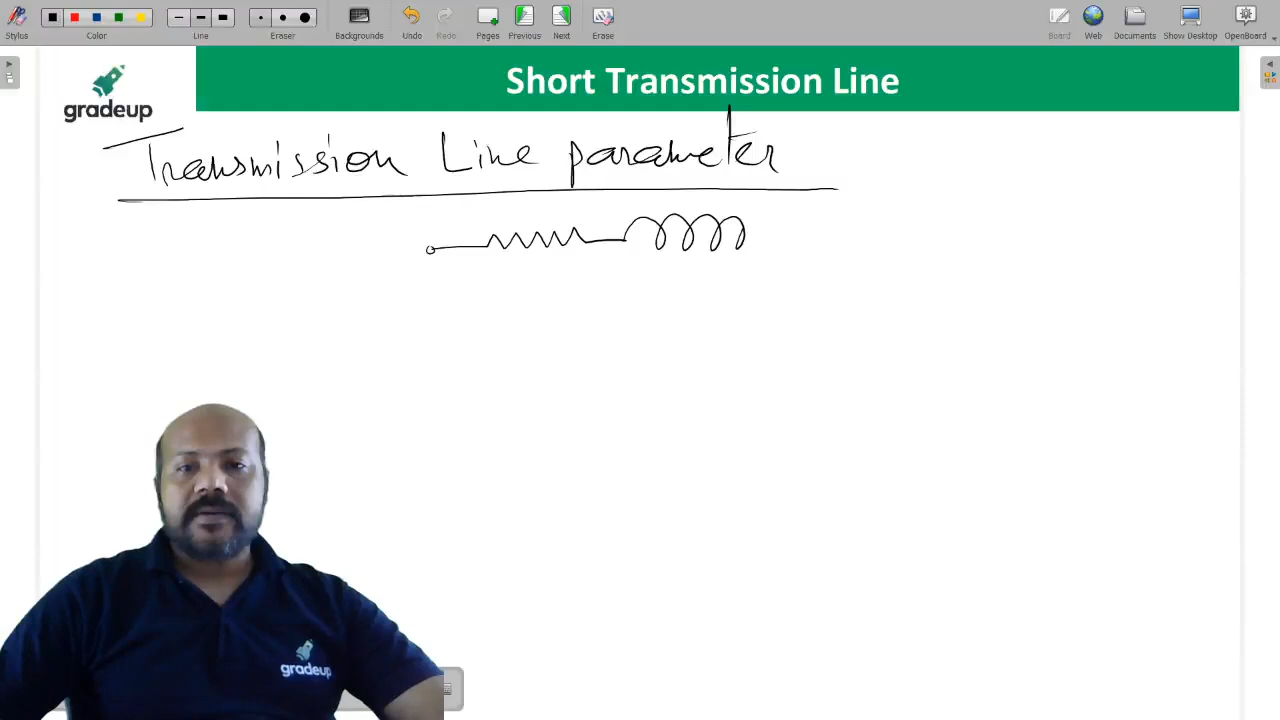 Stylus Color Line Eraser Backgrounds Undo Redo Pages Previous Next Erase Board Web Documents Show Desktop OpenBoard
gradeup
Short Transmission Line
Transmission Line parameter
gradeup